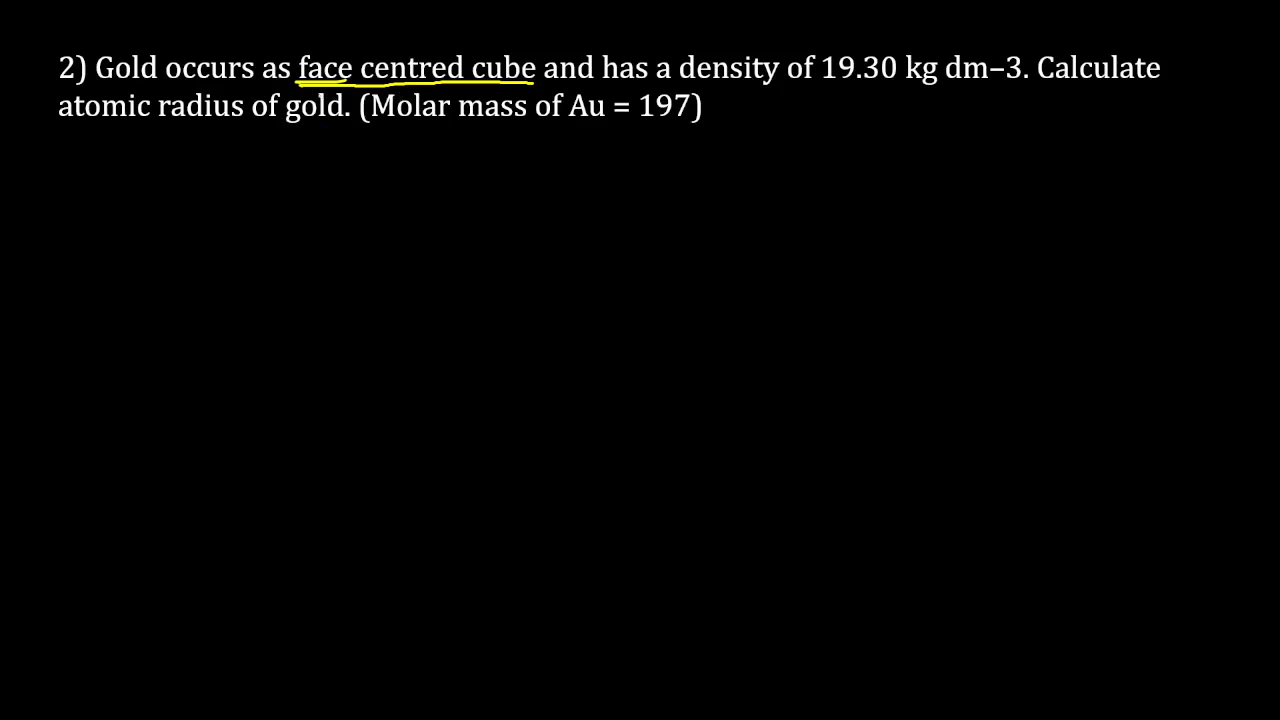 2) Gold occurs as face centred cube and has a density of 19.30 kg dm–3. Calculate
atomic radius of gold. (Molar mass of Au = 197)